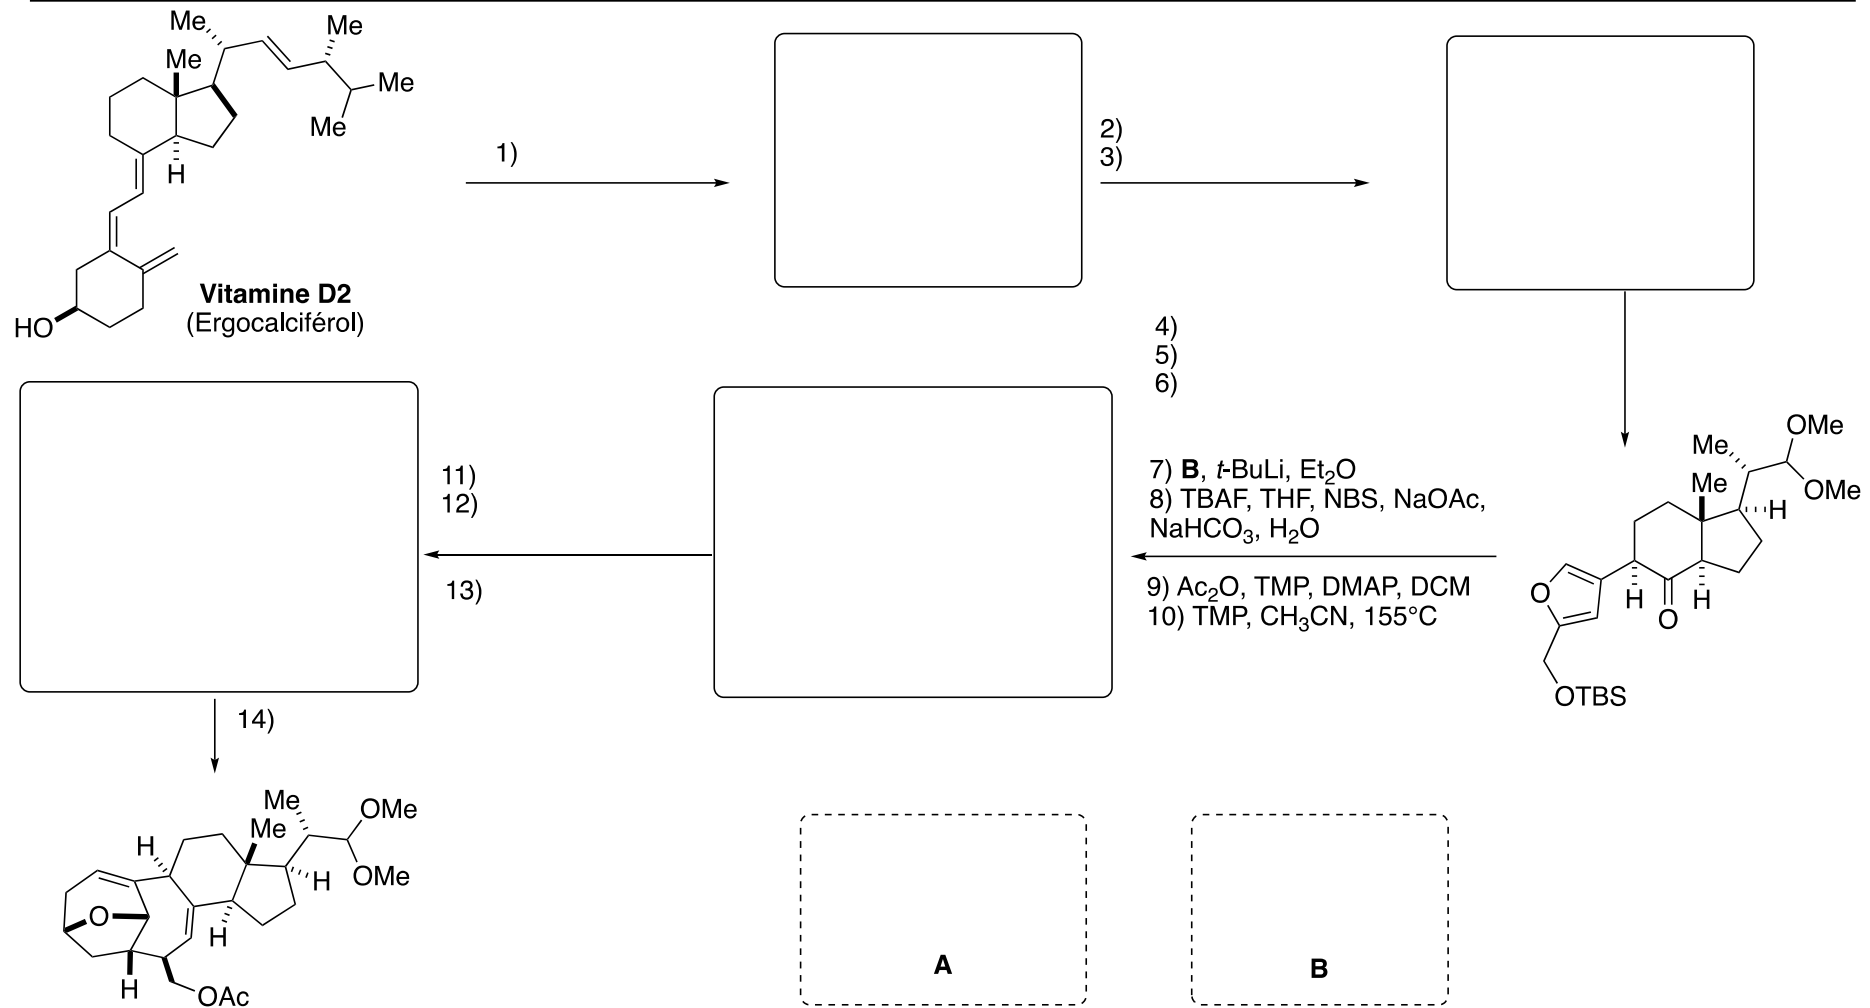 Me
Me
Me
Me
Me
H
HO
Vitamine D2
(Ergocalciférol)
1)
2)
3)
4)
5)
6)
Me
OMe
OMe
Me
H
H
H
O
O
OTBS
7) B, t-BuLi, Et₂O
8) TBAF, THF, NBS, NaOAc,
NaHCO₃, H₂O
9) Ac₂O, TMP, DMAP, DCM
10) TMP, CH₃CN, 155°C
11)
12)
13)
14)
Me
OMe
Me
OMe
H
H
H
O
H
OAc
A
B